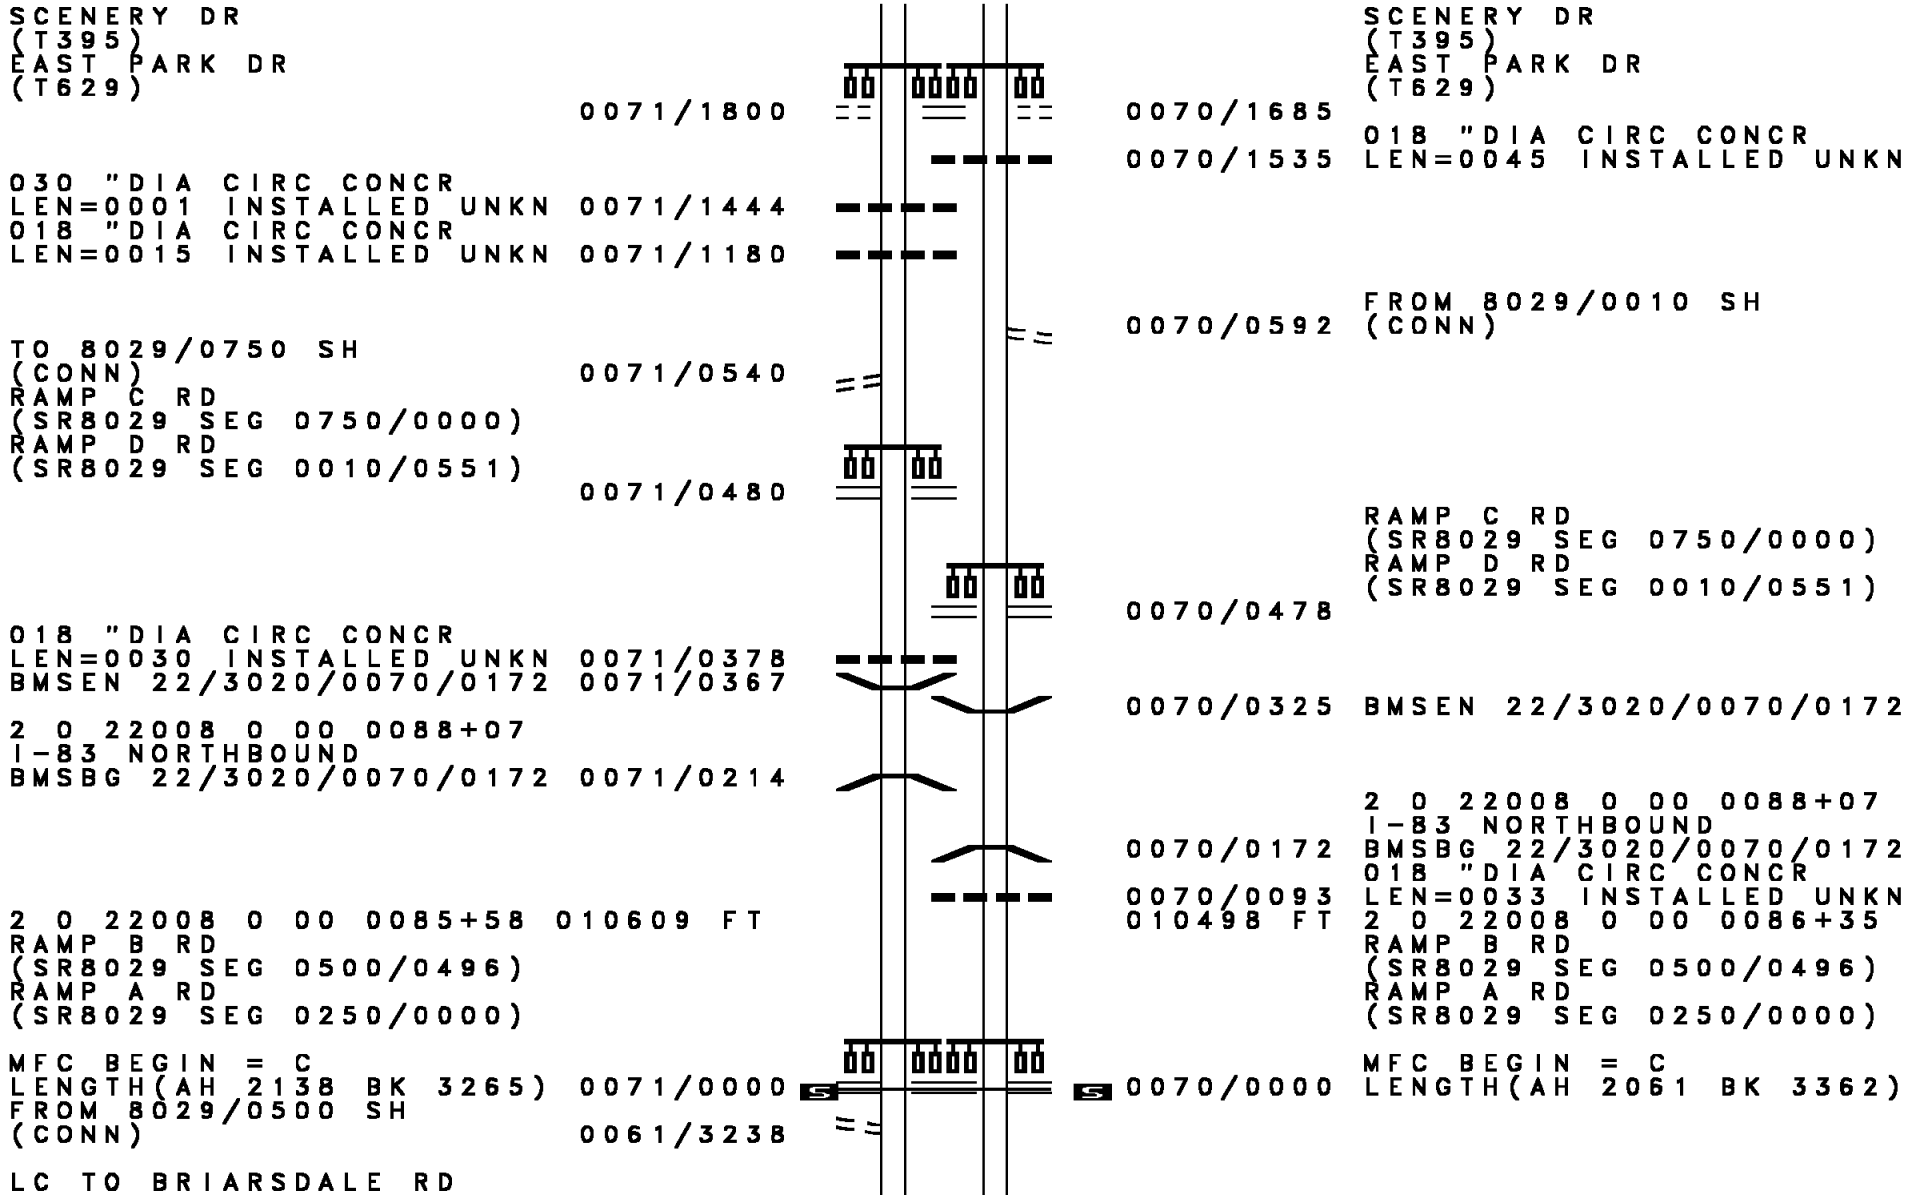 SCENERY DR
(T395)
EAST PARK DR
(T629)
0071/1800
030 "DIA CIRC CONCR
LEN=0001 INSTALLED UNKN 0071/1444
018 "DIA CIRC CONCR
LEN=0015 INSTALLED UNKN 0071/1180
TO 8029/0750 SH
(CONN) 0071/0540
RAMP C RD
(SR8029 SEG 0750/0000)
RAMP D RD
(SR8029 SEG 0010/0551)
0071/0480
018 "DIA CIRC CONCR
LEN=0030 INSTALLED UNKN 0071/0378
BMSEN 22/3020/0070/0172 0071/0367
2 0 22008 0 00 0088+07
I-83 NORTHBOUND
BMSBG 22/3020/0070/0172 0071/0214
2 0 22008 0 00 0085+58 010609 FT
RAMP B RD
(SR8029 SEG 0500/0496)
RAMP A RD
(SR8029 SEG 0250/0000)
MFC BEGIN = C
LENGTH(AH 2138 BK 3265) 0071/0000 S
FROM 8029/0500 SH
(CONN) 0061/3238
LC TO BRIARSDALE RD
SCENERY DR
(T395)
EAST PARK DR
(T629)
0070/1685
018 "DIA CIRC CONCR
0070/1535 LEN=0045 INSTALLED UNKN
FROM 8029/0010 SH
0070/0592 (CONN)
RAMP C RD
(SR8029 SEG 0750/0000)
RAMP D RD
(SR8029 SEG 0010/0551)
0070/0478
0070/0325 BMSEN 22/3020/0070/0172
2 0 22008 0 00 0088+07
I-83 NORTHBOUND
0070/0172 BMSBG 22/3020/0070/0172
018 "DIA CIRC CONCR
0070/0093 LEN=0033 INSTALLED UNKN
010498 FT 2 0 22008 0 00 0086+35
RAMP B RD
(SR8029 SEG 0500/0496)
RAMP A RD
(SR8029 SEG 0250/0000)
MFC BEGIN = C
S 0070/0000 LENGTH(AH 2061 BK 3362)